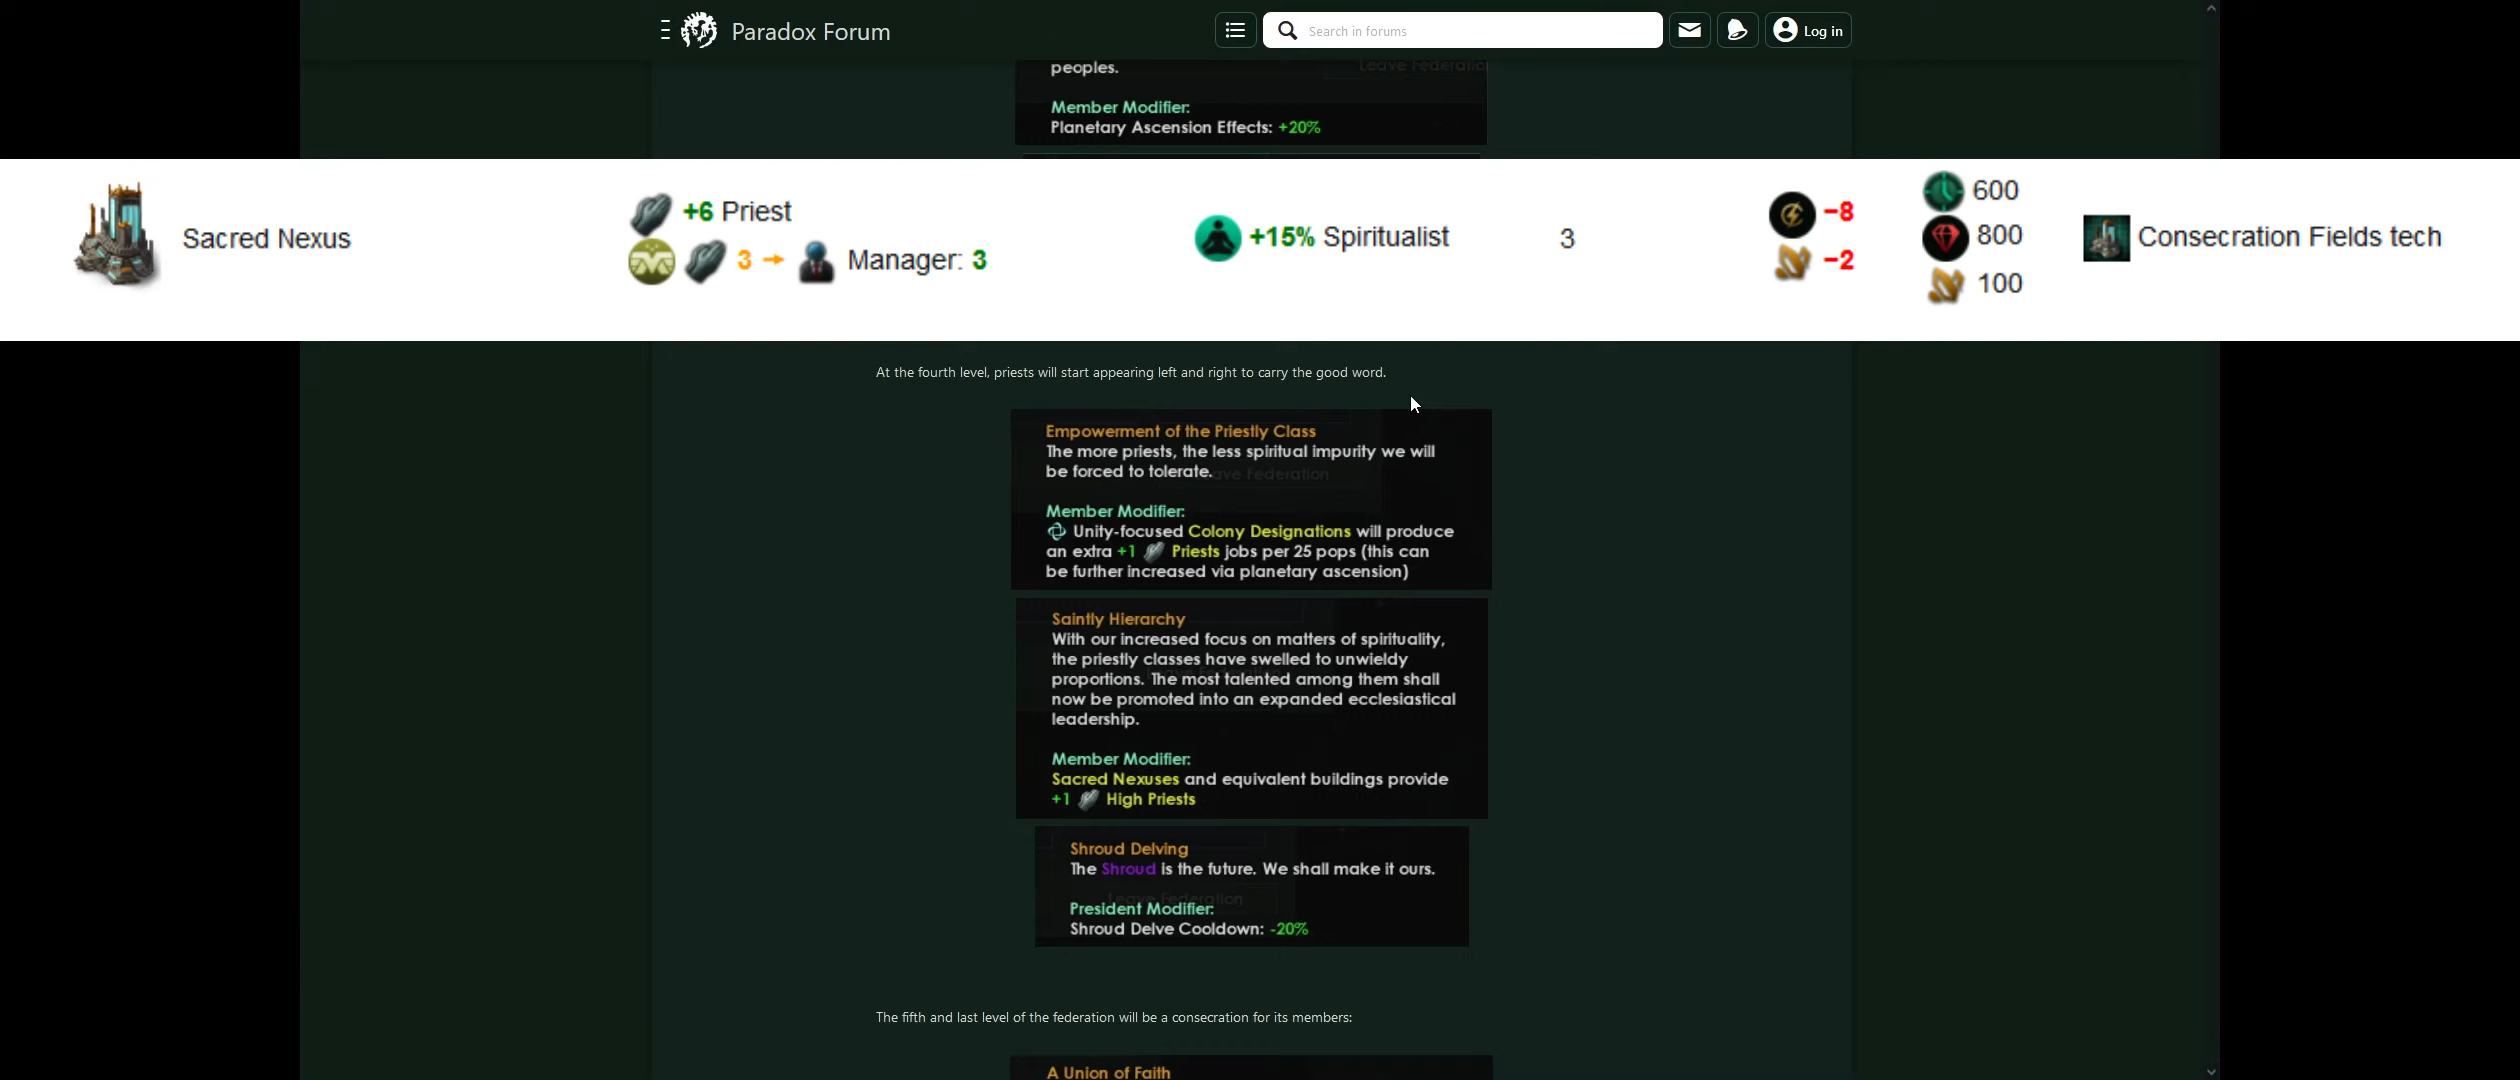 Paradox Forum
Search in forums
Log in
peoples.
Leave Federation
Member Modifier:
Planetary Ascension Effects: +20%
Sacred Nexus
+6 Priest
3 → Manager: 3
+15% Spiritualist
3
−8
−2
600
800
100
Consecration Fields tech
At the fourth level, priests will start appearing left and right to carry the good word.
Empowerment of the Priestly Class
The more priests, the less spiritual impurity we will
be forced to tolerate.
Leave Federation
Member Modifier:
Unity-focused Colony Designations will produce
an extra +1 Priests jobs per 25 pops (this can
be further increased via planetary ascension)
Saintly Hierarchy
With our increased focus on matters of spirituality,
the priestly classes have swelled to unwieldy
proportions. The most talented among them shall
now be promoted into an expanded ecclesiastical
leadership.
Member Modifier:
Sacred Nexuses and equivalent buildings provide
+1 High Priests
Shroud Delving
The Shroud is the future. We shall make it ours.
Leave Federation
President Modifier:
Shroud Delve Cooldown: -20%
The fifth and last level of the federation will be a consecration for its members:
A Union of Faith